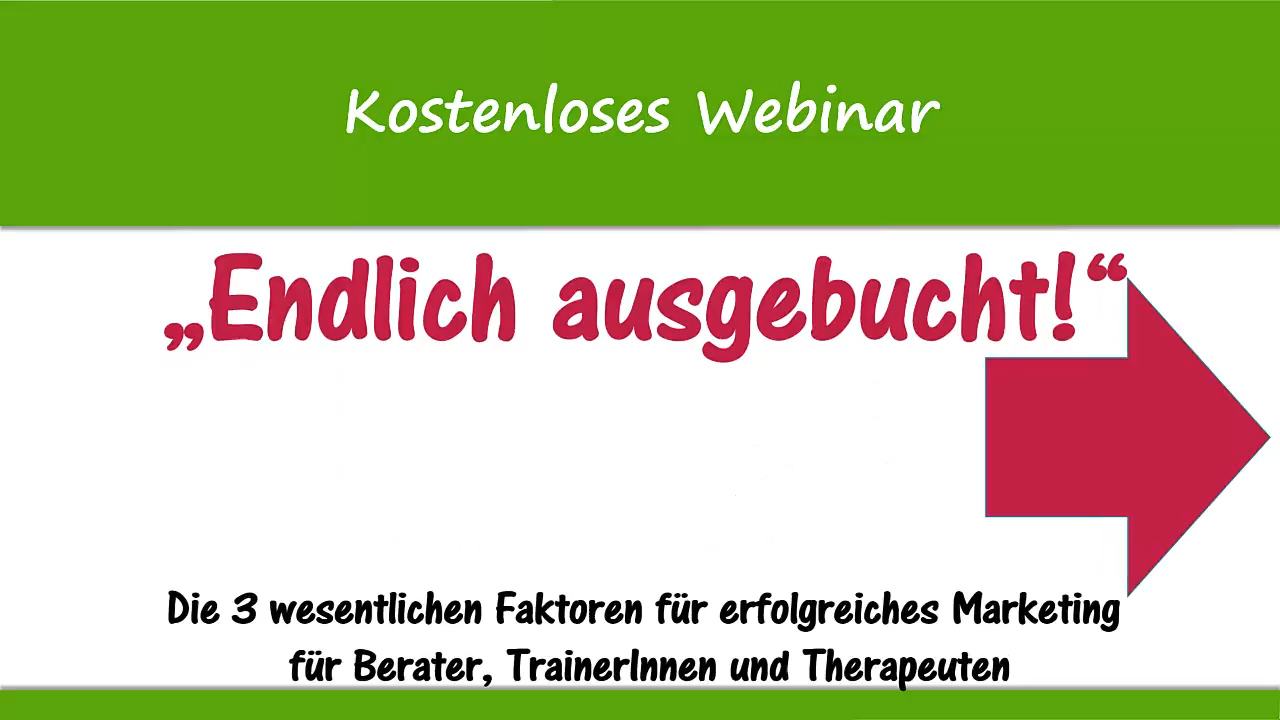 Kostenloses Webinar
„Endlich ausgebucht!“
Die 3 wesentlichen Faktoren für erfolgreiches Marketing
für Berater, TrainerInnen und Therapeuten